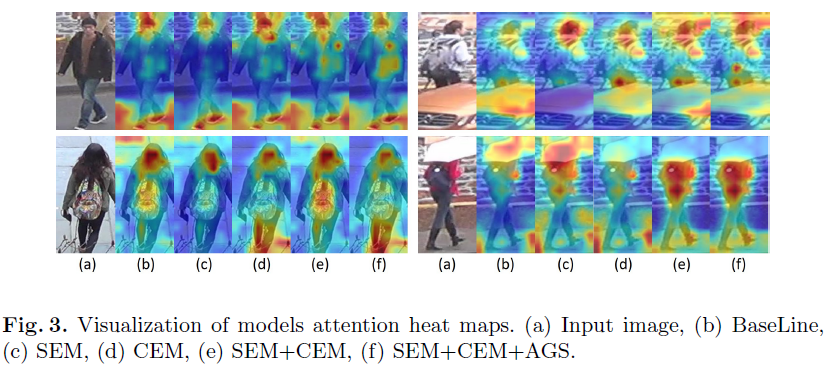 (a) (b) (c) (d) (e) (f) (a) (b) (c) (d) (e) (f)
Fig. 3. Visualization of models attention heat maps. (a) Input image, (b) BaseLine,
(c) SEM, (d) CEM, (e) SEM+CEM, (f) SEM+CEM+AGS.